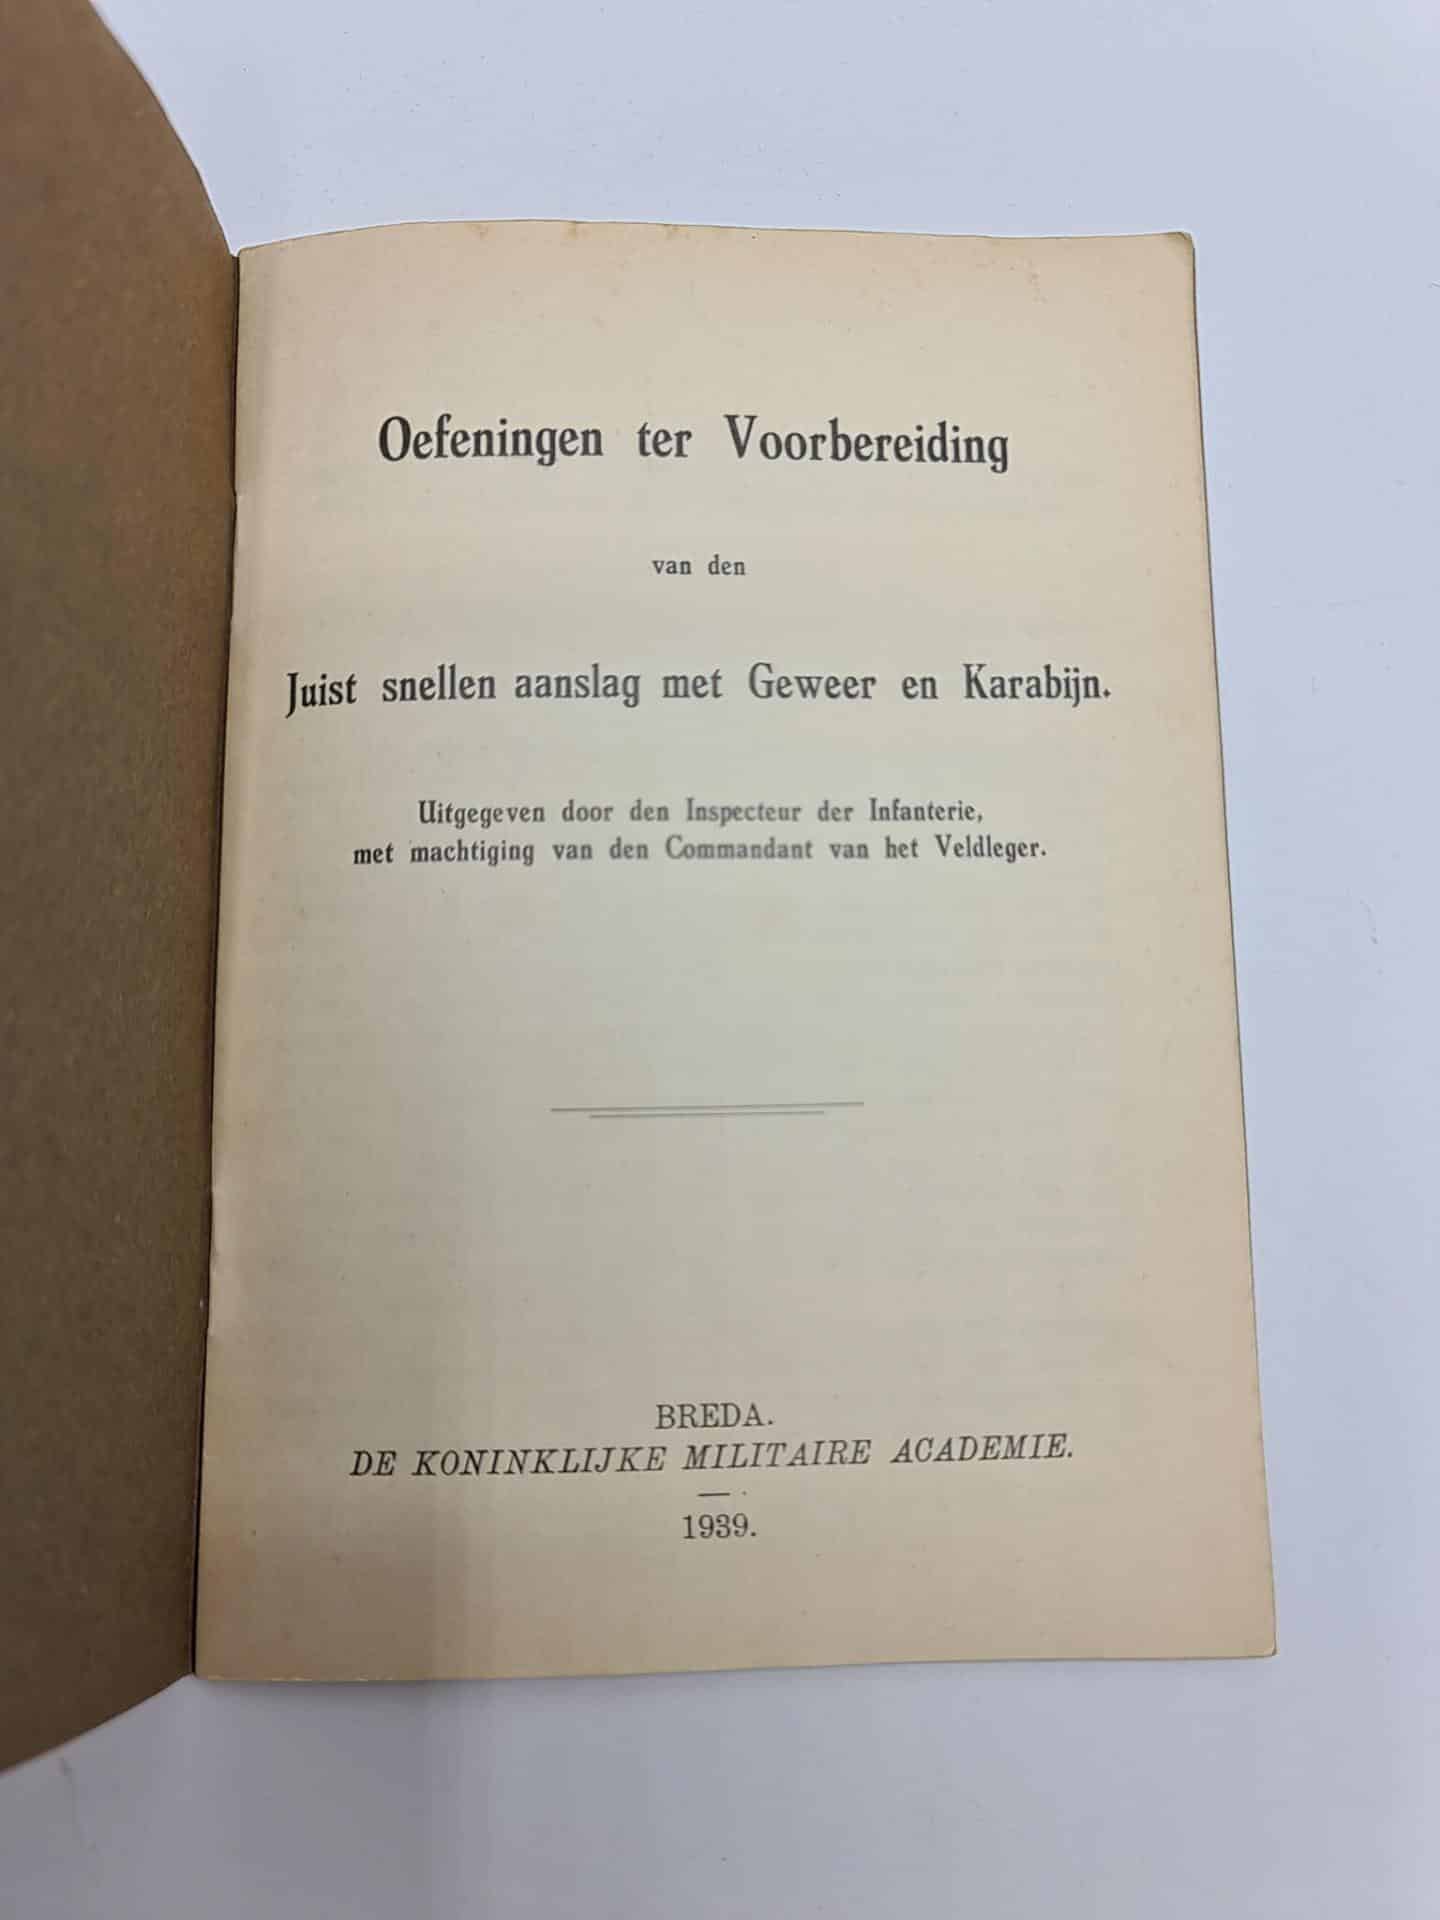 Oefeningen ter Voorbereiding
van den
Juist snellen aanslag met Geweer en Karabijn.
Uitgegeven door den Inspecteur der Infanterie,
met machtiging van den Commandant van het Veldleger.
BREDA.
DE KONINKLIJKE MILITAIRE ACADEMIE.
—
1939.